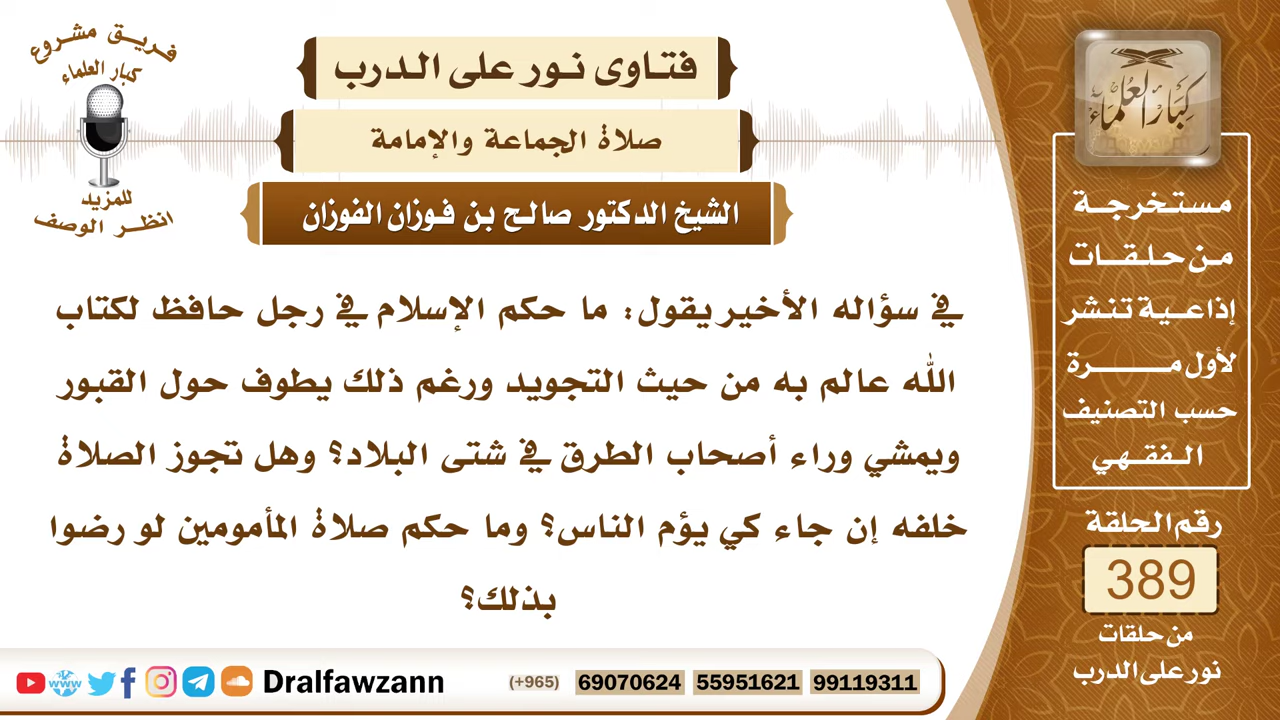 فريق مشروع
كبار العلماء
للمزيد
انظر الوصف
فتاوى نور على الدرب
صلاة الجماعة والإمامة
الشيخ الدكتور صالح بن فوزان الفوزان
في سؤاله الأخير يقول: ما حكم الإسلام في رجل حافظ لكتاب
الله عالم به من حيث التجويد ورغم ذلك يطوف حول القبور
ويمشي وراء أصحاب الطرق في شتى البلاد؟ وهل تجوز الصلاة
خلفه إن جاء كي يؤم الناس؟ وما حكم صلاة المأمومين لو رضوا
بذلك؟
كبار العلماء
مستخرجة
من حلقات
إذاعية تنشر
لأول مرة
حسب التصنيف
الفقهي
رقم الحلقة
389
من حلقات
نور على الدرب
www
Dralfawzann
(+965) 69070624 55951621 99119311